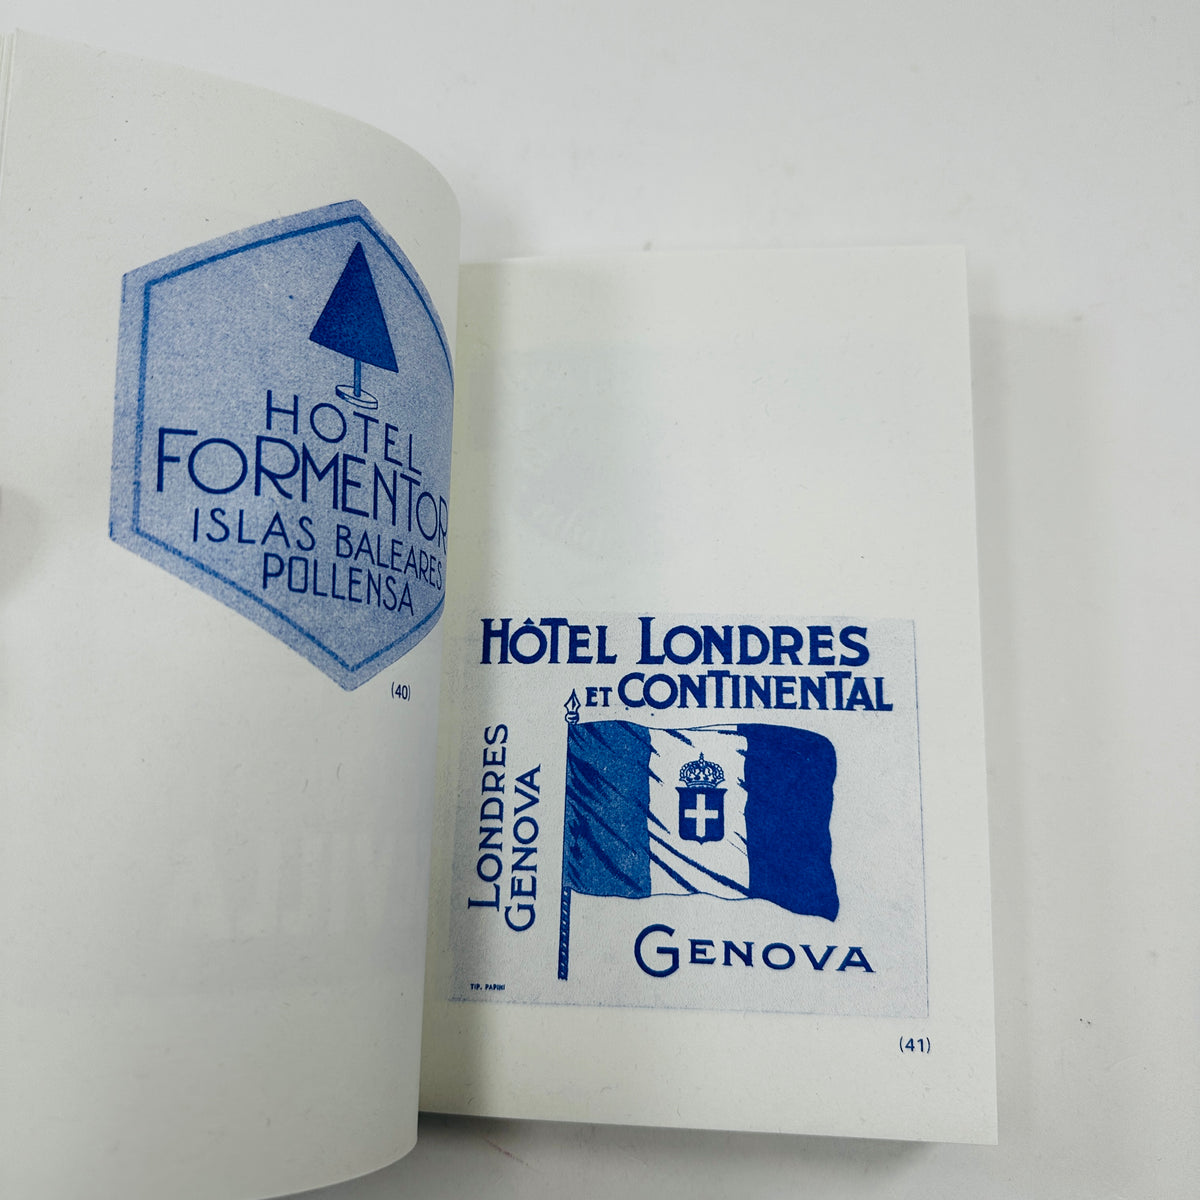 HOTEL
FORMENTOR
ISLAS BALEARES
POLLENSA
(40)
HÔTEL LONDRES
ET CONTINENTAL
LONDRES
GENOVA
GENOVA
TIP. PAPINI
(41)